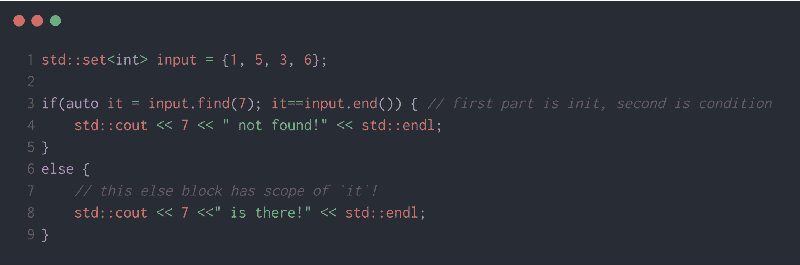 1 std::set<int> input = {1, 5, 3, 6};
2
3 if(auto it = input.find(7); it==input.end()) { // first part is init, second is condition
4     std::cout << 7 << " not found!" << std::endl;
5 }
6 else {
7     // this else block has scope of `it`!
8     std::cout << 7 <<" is there!" << std::endl;
9 }